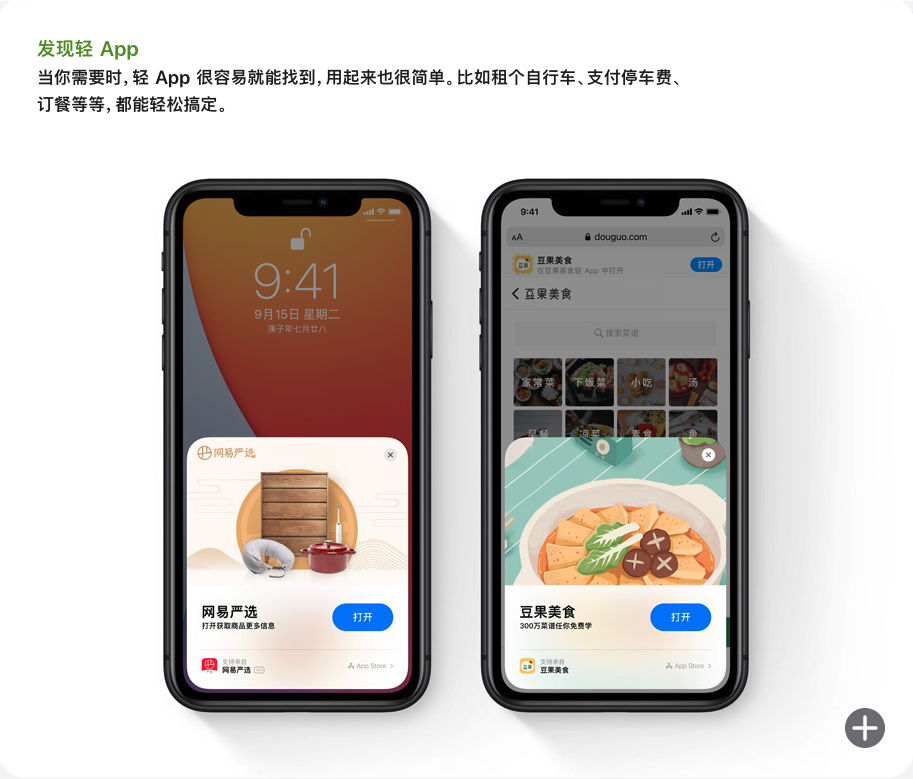 发现轻 App
当你需要时，轻 App 很容易就能找到，用起来也很简单。比如租个自行车、支付停车费、
订餐等等，都能轻松搞定。
9:41
9月15日 星期二
庚子年七月廿八
网易严选
网易严选
打开获取商品更多信息
打开
支持来自
网易严选
App Store
9:41
AA
douguo.com
豆果美食
在豆果美食轻 App 中打开
打开
豆果美食
搜索菜谱
家常菜
下饭菜
小吃
汤
早餐
凉菜
素食
鱼
豆果美食
300万菜谱任你免费学
打开
支持来自
豆果美食
App Store